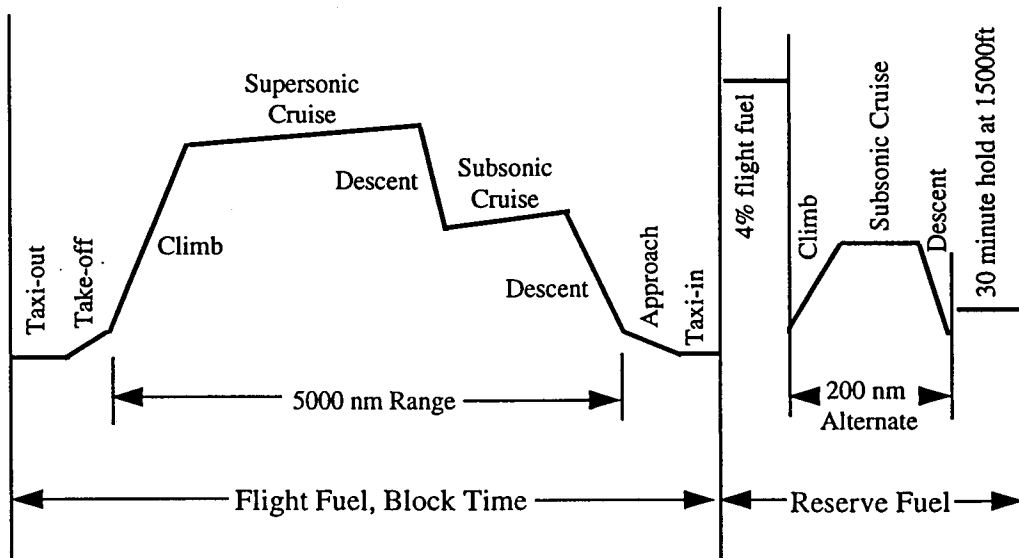 Supersonic
Cruise
Descent
Subsonic
Cruise
Climb
Descent
Taxi-out
Take-off
Approach
Taxi-in
5000 nm Range
Flight Fuel, Block Time
4% flight fuel
Climb
Subsonic Cruise
Descent
30 minute hold at 15000ft
200 nm
Alternate
Reserve Fuel